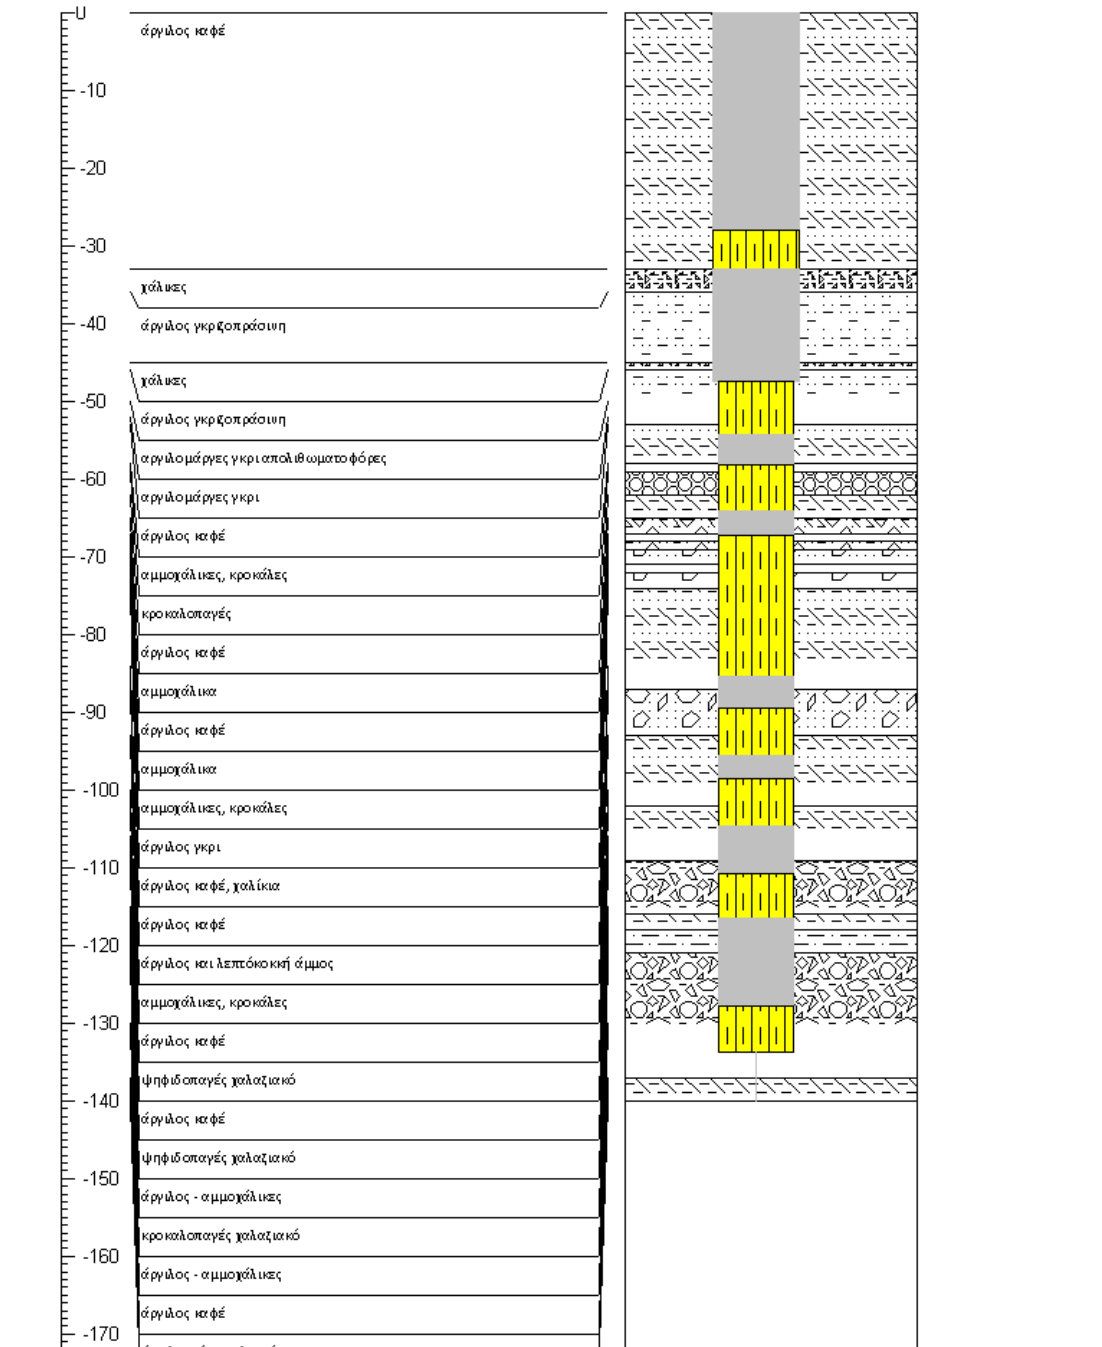 0
άργιλος καφέ
-10
-20
-30
χάλικες
-40
άργιλος γκριζοπράσινη
χάλικες
-50
άργιλος γκριζοπράσινη
αργιλομάργες γκρι απολιθωματοφόρες
-60
αργιλομάργες γκρι
άργιλος καφέ
-70
αμμοχάλικες, κροκάλες
κροκαλοπαγές
-80
άργιλος καφέ
αμμοχάλικα
-90
άργιλος καφέ
αμμοχάλικα
-100
αμμοχάλικες, κροκάλες
άργιλος γκρι
-110
άργιλος καφέ, χαλίκια
άργιλος καφέ
-120
άργιλος και λεπτόκοκκή άμμος
αμμοχάλικες, κροκάλες
-130
άργιλος καφέ
ψηφιδοπαγές χαλαζιακό
-140
άργιλος καφέ
ψηφιδοπαγές χαλαζιακό
-150
άργιλος - αμμοχάλικες
κροκαλοπαγές χαλαζιακό
-160
άργιλος - αμμοχάλικες
άργιλος καφέ
-170